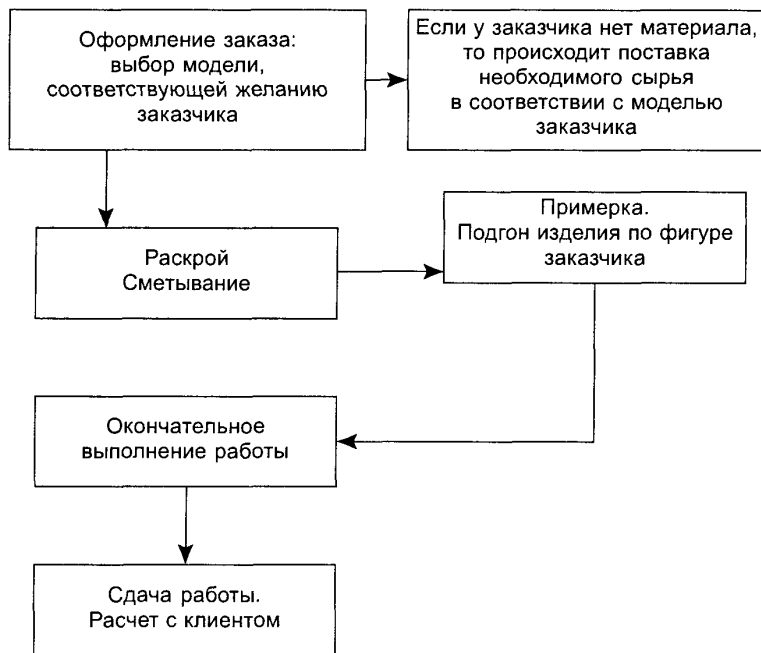 Оформление заказа:
выбор модели,
соответствующей желанию
заказчика
Если у заказчика нет материала,
то происходит поставка
необходимого сырья
в соответствии с моделью
заказчика
Раскрой
Сметывание
Примерка.
Подгон изделия по фигуре
заказчика
Окончательное
выполнение работы
Сдача работы.
Расчет с клиентом